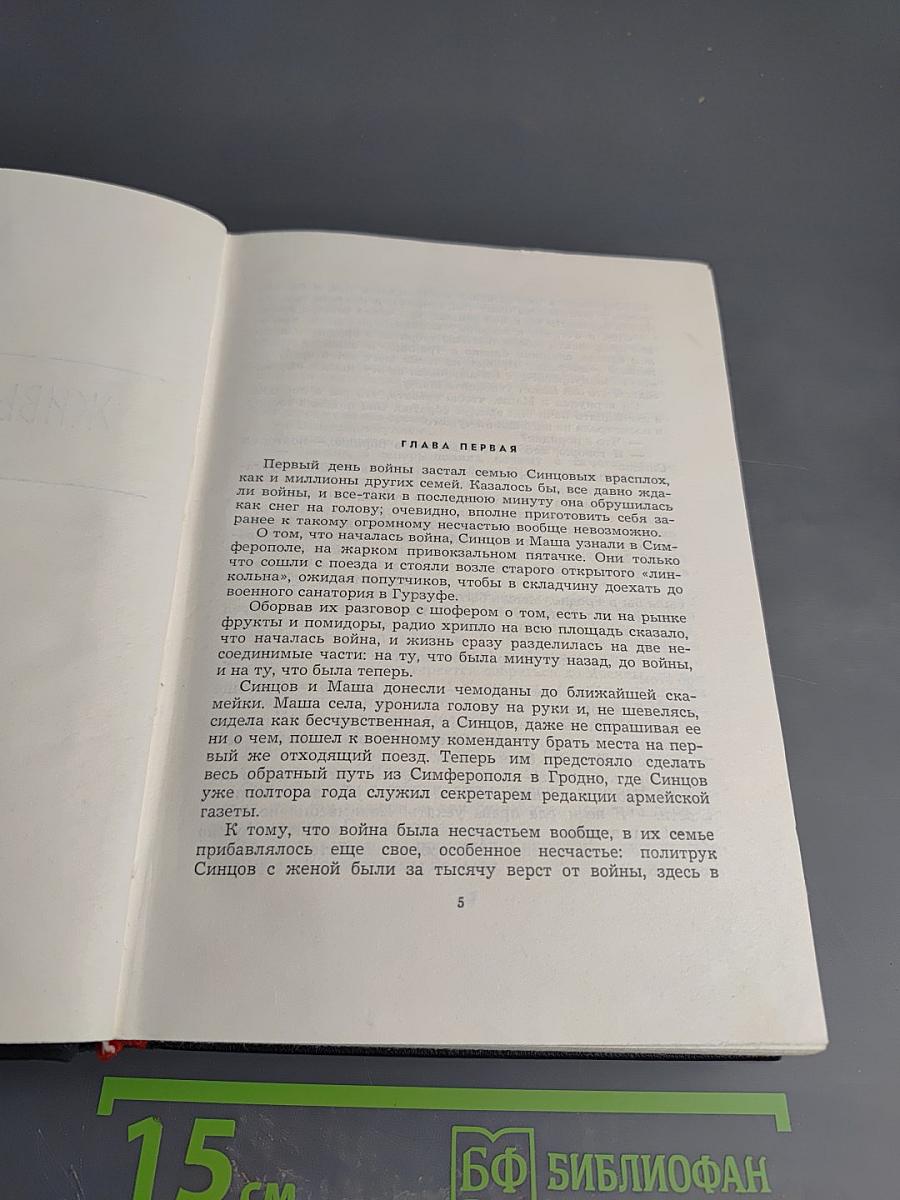 ЖИВЫ
ГЛАВА ПЕРВАЯ
Первый день войны застал семью Синцовых врасплох,
как и миллионы других семей. Казалось бы, все давно жда-
ли войны, и все-таки в последнюю минуту она обрушилась
как снег на голову; очевидно, вполне приготовить себя за-
ранее к такому огромному несчастью вообще невозможно.
О том, что началась война, Синцов и Маша узнали в Сим-
ферополе, на жарком привокзальном пятачке. Они только
что сошли с поезда и стояли возле старого открытого «лин-
кольна», ожидая попутчиков, чтобы в складчину доехать до
военного санатория в Гурзуфе.
Оборвав их разговор с шофером о том, есть ли на рынке
фрукты и помидоры, радио хрипло на всю площадь сказало,
что началась война, и жизнь сразу разделилась на две не-
соединимые части: на ту, что была минуту назад, до войны,
и на ту, что была теперь.
Синцов и Маша донесли чемоданы до ближайшей ска-
мейки. Маша села, уронила голову на руки и, не шевелясь,
сидела как бесчувственная, а Синцов, даже не спрашивая ее
ни о чем, пошел к военному коменданту брать места на пер-
вый же отходящий поезд. Теперь им предстояло сделать
весь обратный путь из Симферополя в Гродно, где Синцов
уже полтора года служил секретарем редакции армейской
газеты.
К тому, что война была несчастьем вообще, в их семье
прибавлялось еще свое, особенное несчастье: политрук
Синцов с женой были за тысячу верст от войны, здесь в
5
15 см
БФ БИБЛИОФАН